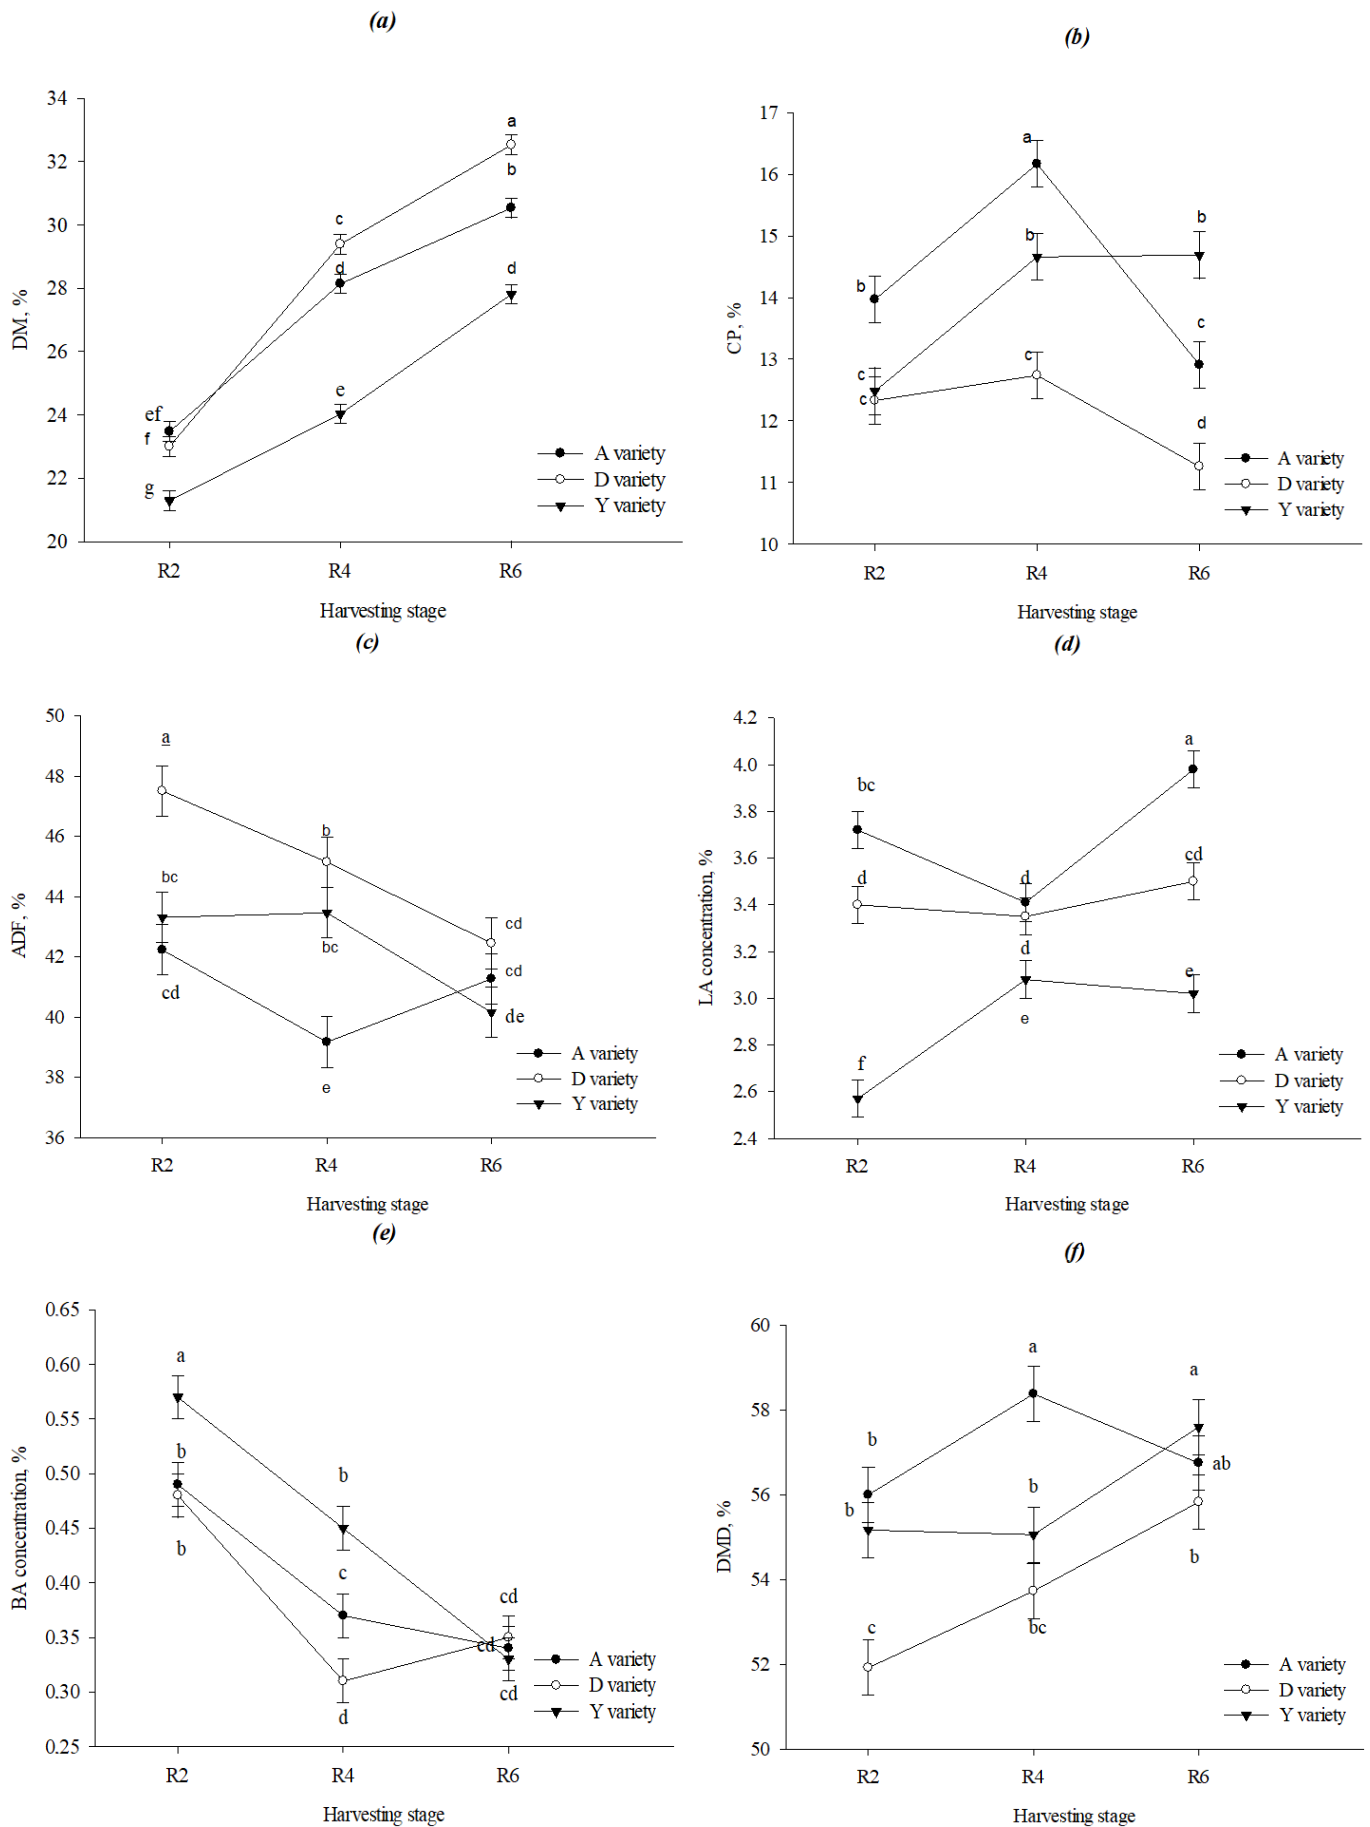 (a)
34
32
30
28
26
24
22
20
DM, %
a
b
c
d
d
e
ef
f
g
A variety
D variety
Y variety
R2
R4
R6
Harvesting stage
(b)
17
16
15
14
13
12
11
10
CP, %
a
b
b
b
c
c
c
c
d
A variety
D variety
Y variety
R2
R4
R6
Harvesting stage
(c)
50
48
46
44
42
40
38
36
ADF, %
a
b
bc
cd
bc
cd
cd
de
e
A variety
D variety
Y variety
R2
R4
R6
Harvesting stage
(d)
4.2
4.0
3.8
3.6
3.4
3.2
3.0
2.8
2.6
2.4
LA concentration, %
a
bc
cd
d
d
d
e
e
f
A variety
D variety
Y variety
R2
R4
R6
Harvesting stage
(e)
0.65
0.60
0.55
0.50
0.45
0.40
0.35
0.30
0.25
BA concentration, %
a
b
b
b
c
cd
cd
cd
d
A variety
D variety
Y variety
R2
R4
R6
Harvesting stage
(f)
60
58
56
54
52
50
DMD, %
a
a
b
ab
b
b
b
c
bc
A variety
D variety
Y variety
R2
R4
R6
Harvesting stage